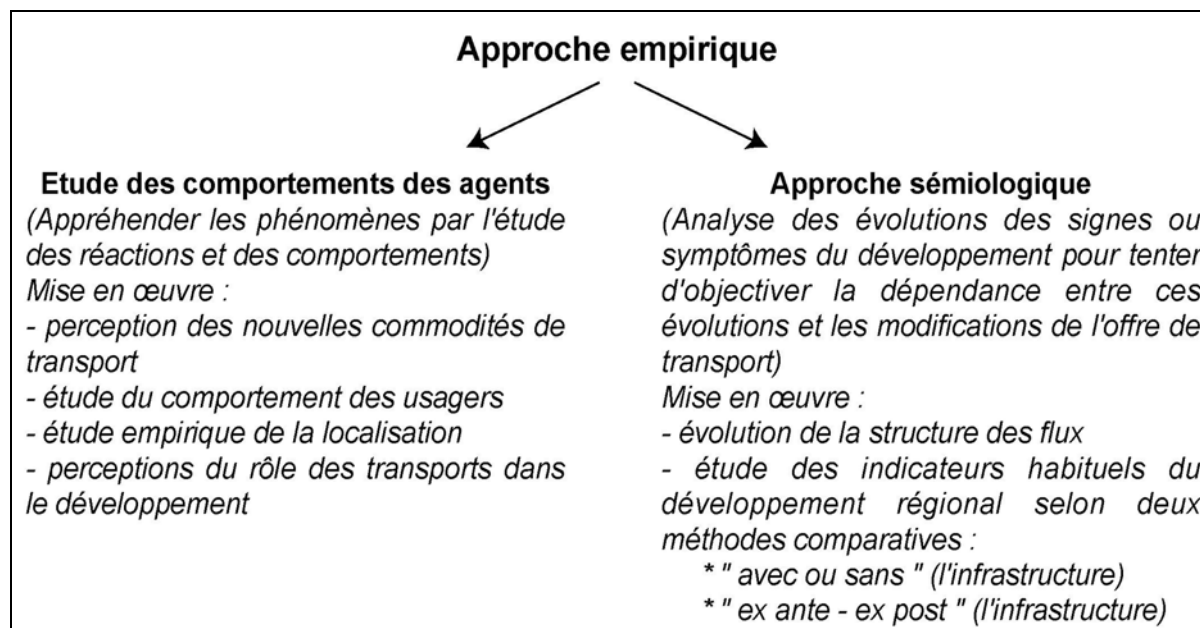 Approche empirique
Etude des comportements des agents
(Appréhender les phénomènes par l'étude
des réactions et des comportements)
Mise en œuvre :
- perception des nouvelles commodités de
transport
- étude du comportement des usagers
- étude empirique de la localisation
- perceptions du rôle des transports dans
le développement
Approche sémiologique
(Analyse des évolutions des signes ou
symptômes du développement pour tenter
d'objectiver la dépendance entre ces
évolutions et les modifications de l'offre de
transport)
Mise en œuvre :
- évolution de la structure des flux
- étude des indicateurs habituels du
développement régional selon deux
méthodes comparatives :
* " avec ou sans " (l'infrastructure)
* " ex ante - ex post " (l'infrastructure)